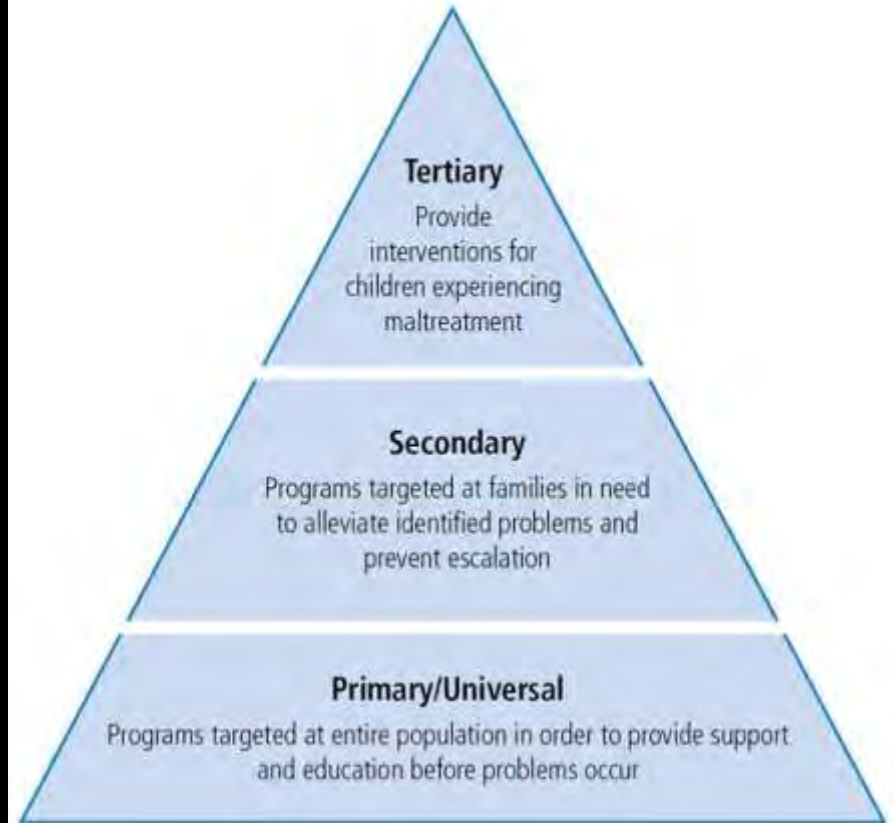 Tertiary
Provide
interventions for
children experiencing
maltreatment
Secondary
Programs targeted at families in need
to alleviate identified problems and
prevent escalation
Primary/Universal
Programs targeted at entire population in order to provide support
and education before problems occur